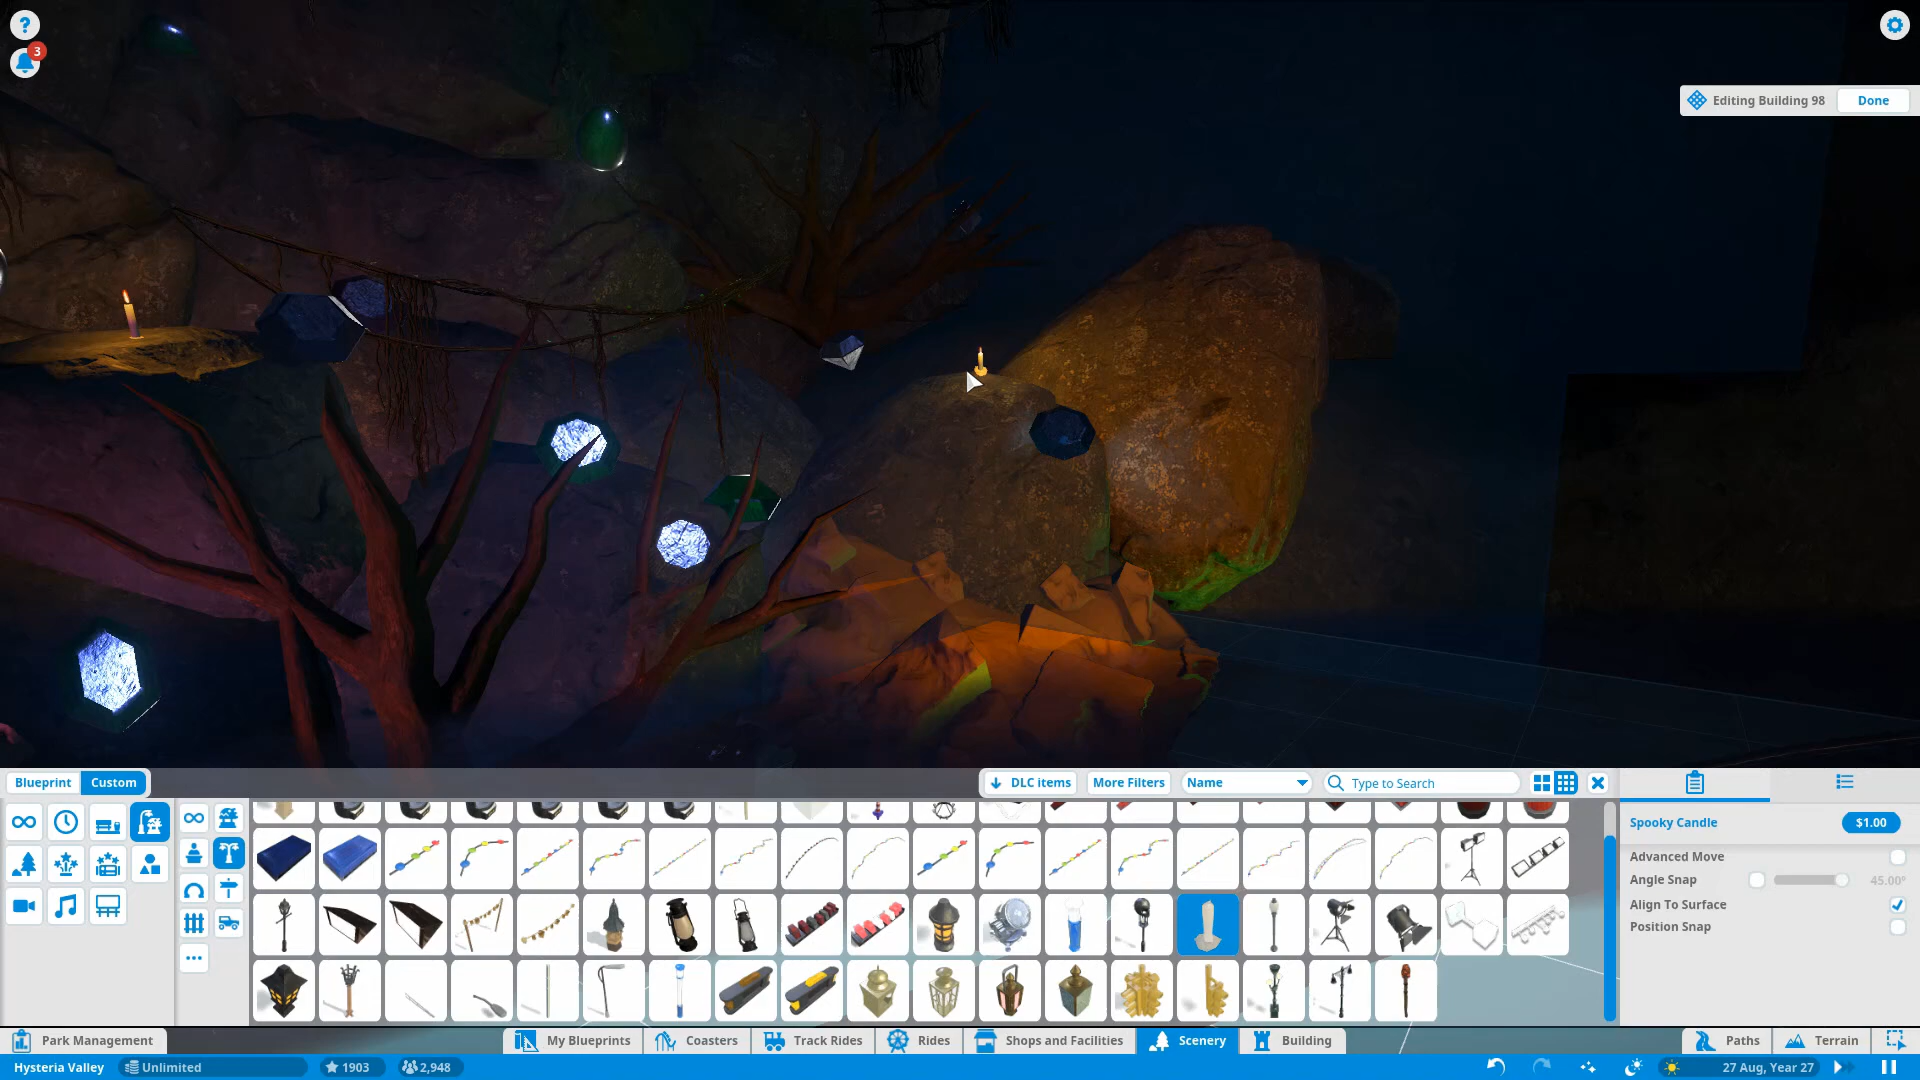 ?
3
Editing Building 98
Done
Blueprint
Custom
DLC items
More Filters
Name
Type to Search
Spooky Candle
$1.00
Advanced Move
Angle Snap
45.00°
Align To Surface
Position Snap
Park Management
My Blueprints
Coasters
Track Rides
Rides
Shops and Facilities
Scenery
Building
Paths
Terrain
Hysteria Valley
Unlimited
1903
2,948
27 Aug, Year 27